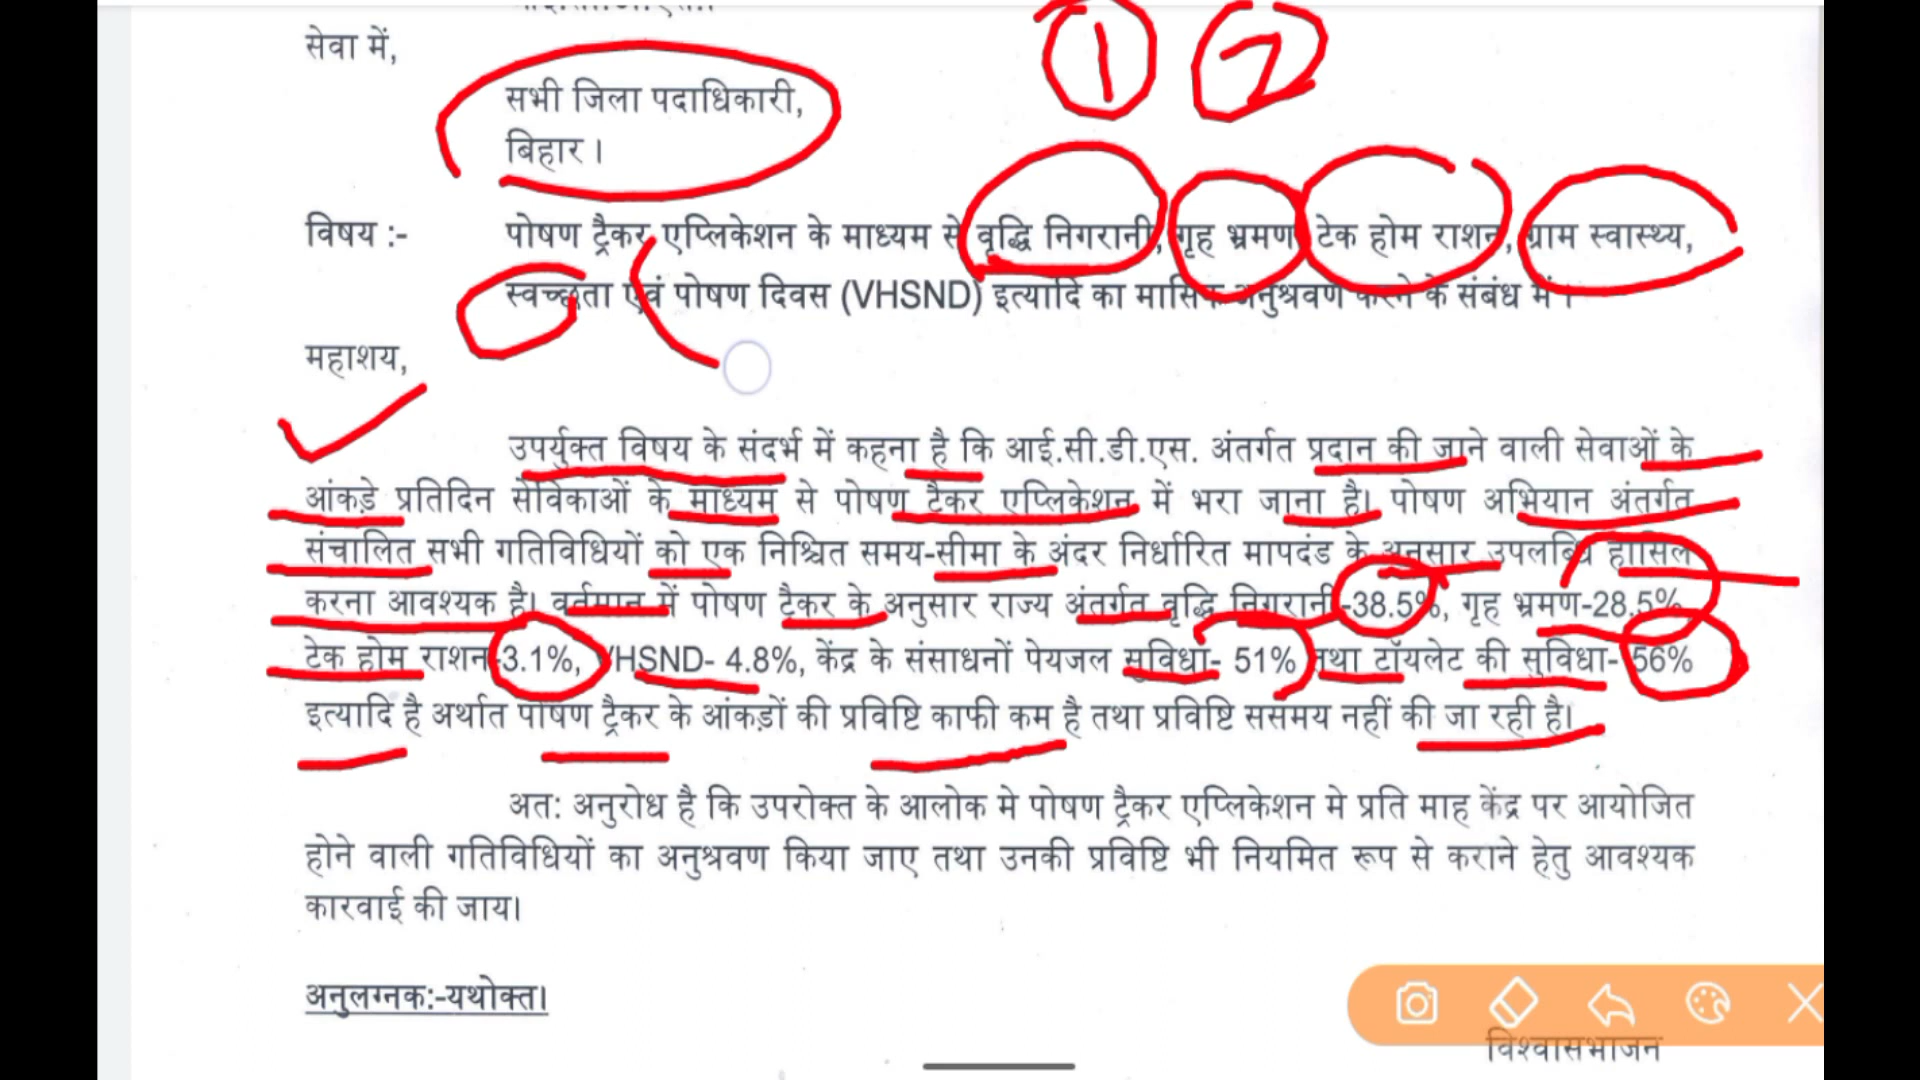 सेवा में,
1 2
सभी जिला पदाधिकारी,
बिहार।
विषय :- पोषण ट्रैकर एप्लिकेशन के माध्यम से वृद्धि निगरानी, गृह भ्रमण, टेक होम राशन, ग्राम स्वास्थ्य,
स्वच्छता एवं पोषण दिवस (VHSND) इत्यादि का मासिक अनुश्रवण करने के संबंध में।
महाशय,
उपर्युक्त विषय के संदर्भ में कहना है कि आई.सी.डी.एस. अंतर्गत प्रदान की जाने वाली सेवाओं के
आंकड़े प्रतिदिन सेविकाओं के माध्यम से पोषण ट्रैकर एप्लिकेशन में भरा जाना है। पोषण अभियान अंतर्गत
संचालित सभी गतिविधियों को एक निश्चित समय-सीमा के अंदर निर्धारित मापदंड के अनुसार उपलब्धि हासिल
करना आवश्यक है। वर्तमान में पोषण ट्रैकर के अनुसार राज्य अंतर्गत वृद्धि निगरानी-38.5%, गृह भ्रमण-28.5%
टेक होम राशन-3.1%, VHSND- 4.8%, केंद्र के संसाधनों पेयजल सुविधा- 51% तथा टॉयलेट की सुविधा- 56%
इत्यादि है अर्थात पोषण ट्रैकर के आंकड़ों की प्रविष्टि काफी कम है तथा प्रविष्टि ससमय नहीं की जा रही है।
अतः अनुरोध है कि उपरोक्त के आलोक मे पोषण ट्रैकर एप्लिकेशन मे प्रति माह केंद्र पर आयोजित
होने वाली गतिविधियों का अनुश्रवण किया जाए तथा उनकी प्रविष्टि भी नियमित रूप से कराने हेतु आवश्यक
कारवाई की जाय।
अनुलग्नक:-यथोक्त।
विश्वासभाजन